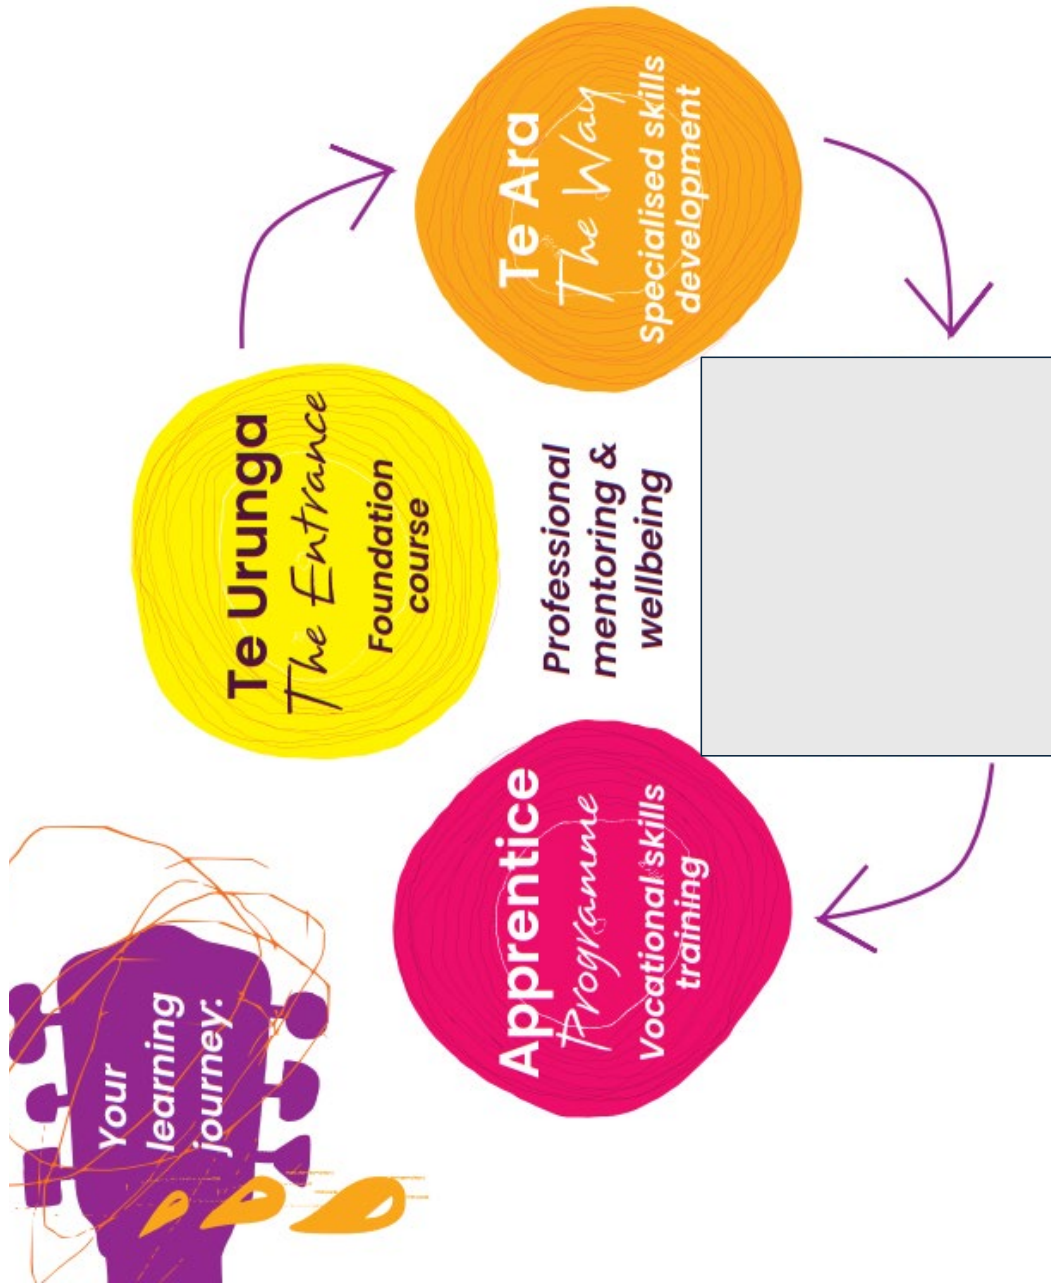 Your
learning
journey:
Te Urunga
The Entrance
Foundation
course
Te Ara
The Way
Specialised skills
development
Professional
mentoring &
wellbeing
Apprentice
Programme
Vocational skills
training